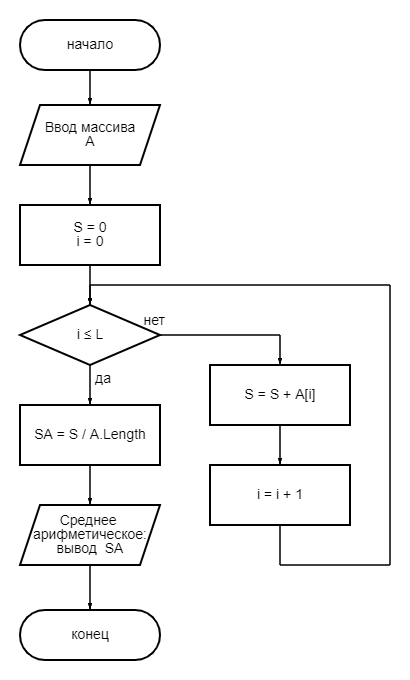 начало
Ввод массива
A
S = 0
i = 0
i ≤ L
нет
да
S = S + A[i]
SA = S / A.Length
i = i + 1
Среднее
арифметическое:
вывод SA
конец